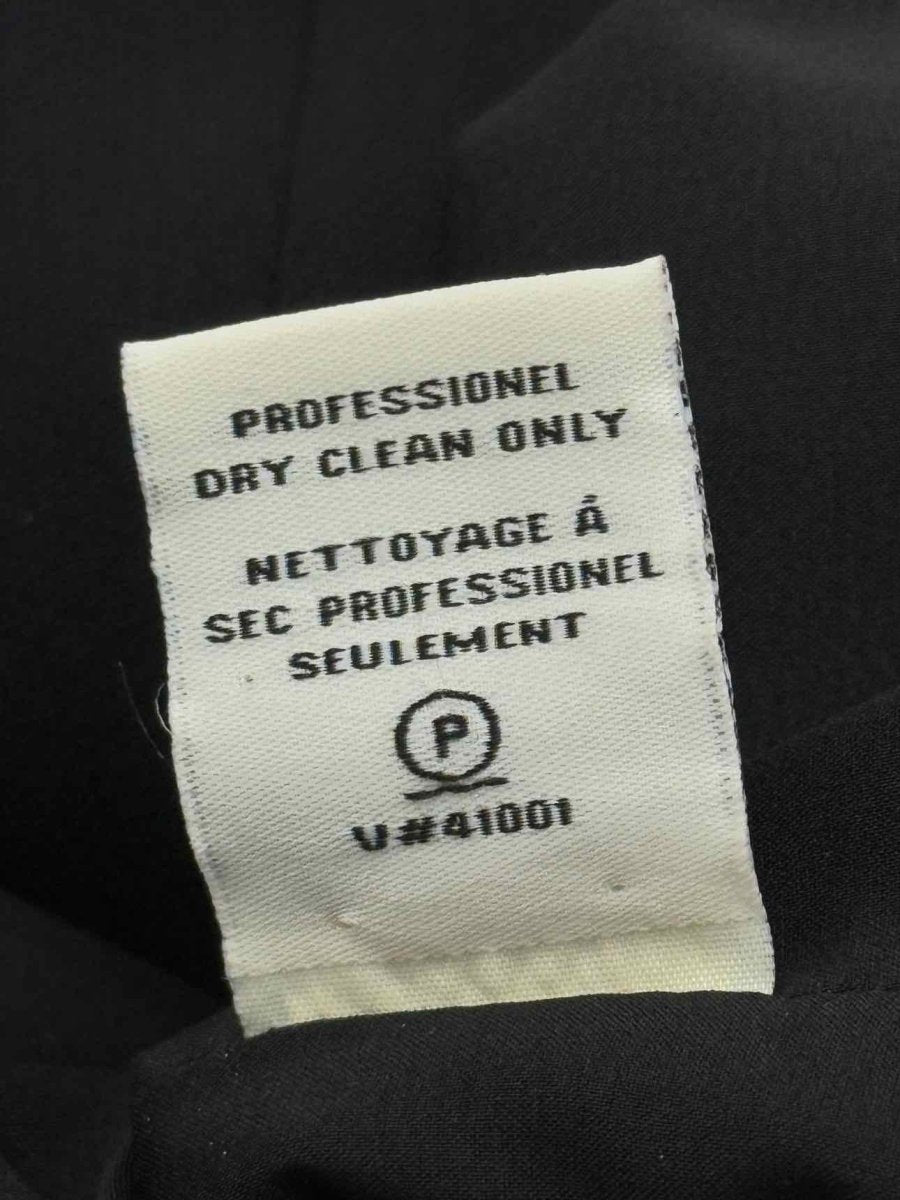 PROFESSIONEL
DRY CLEAN ONLY
NETTOYAGE À
SEC PROFESSIONEL
SEULEMENT
P
V#41001